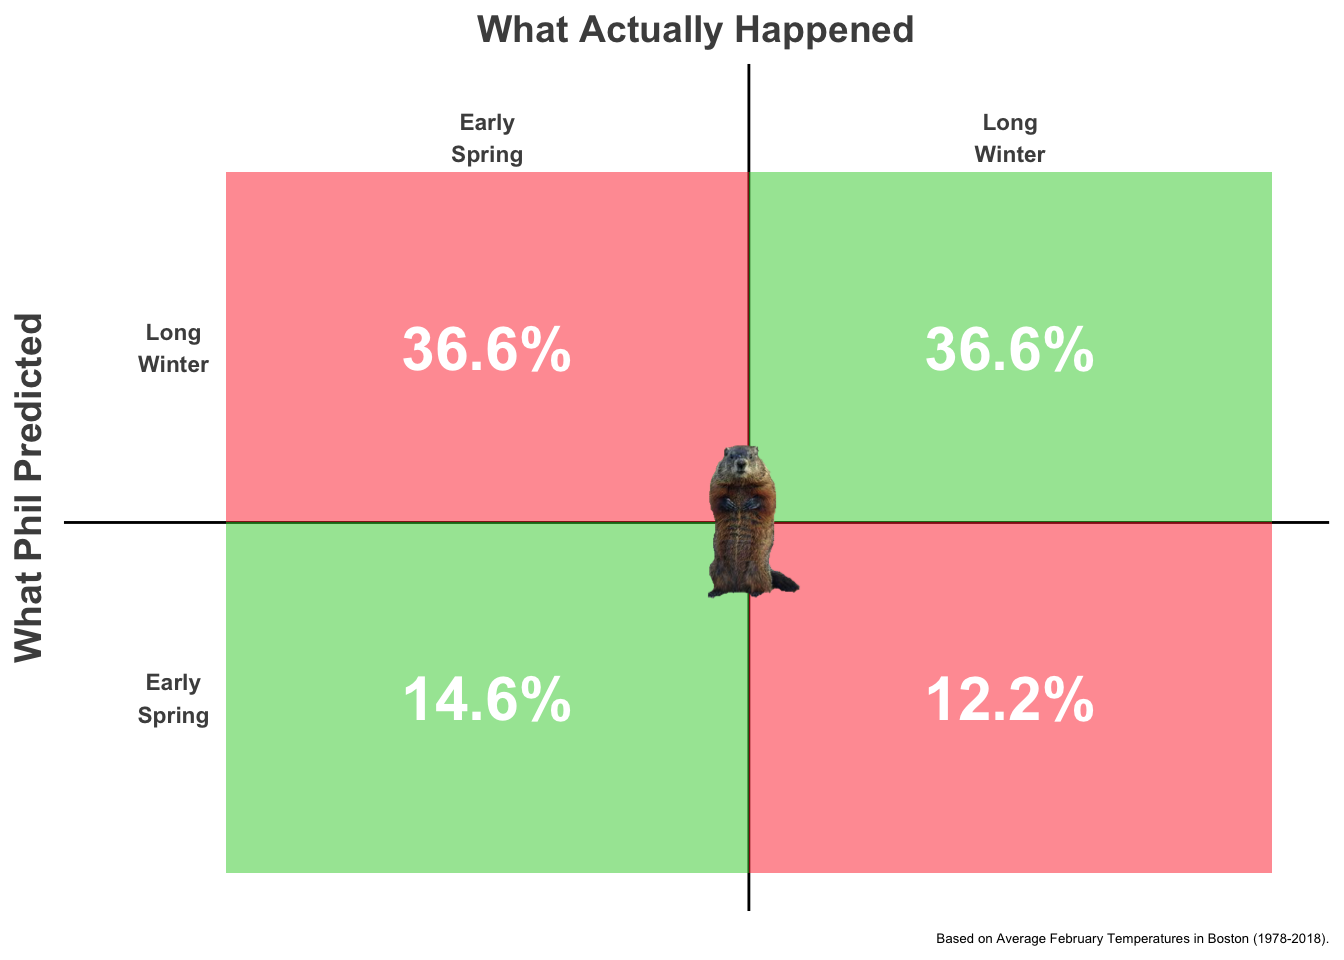 What Actually Happened
Early
Spring
Long
Winter
What Phil Predicted
Long
Winter
36.6%
36.6%
Early
Spring
14.6%
12.2%
Based on Average February Temperatures in Boston (1978-2018).